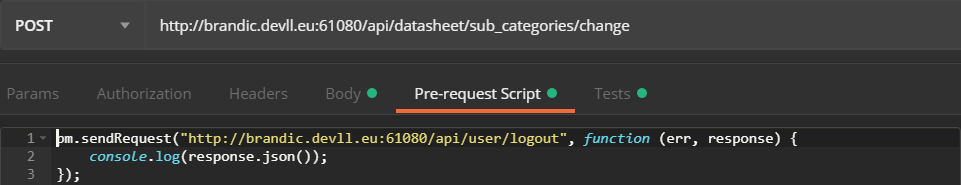 POST http://brandic.devll.eu:61080/api/datasheet/sub_categories/change
Params Authorization Headers Body Pre-request Script Tests
1 pm.sendRequest("http://brandic.devll.eu:61080/api/user/logout", function (err, response) {
2 console.log(response.json());
3 });